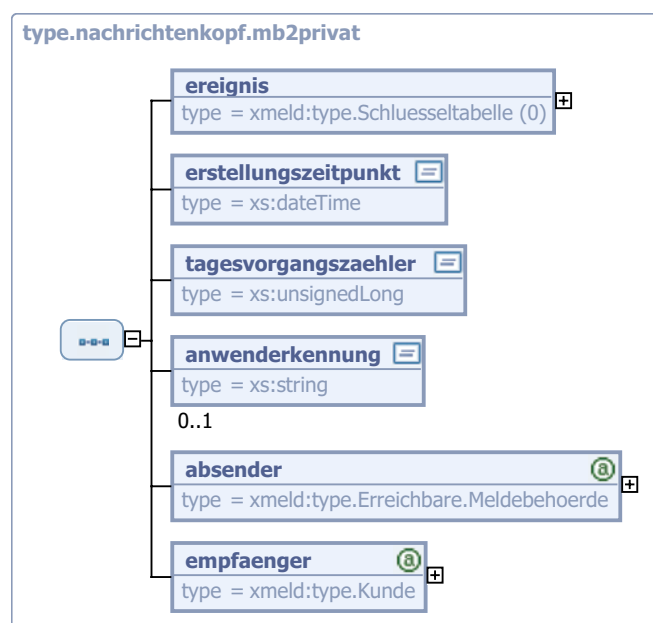 type.nachrichtenkopf.mb2privat
ereignis
type = xmeld:type.Schluesseltabelle (0)
erstellungszeitpunkt
type = xs:dateTime
tagesvorgangszaehler
type = xs:unsignedLong
anwenderkennung
type = xs:string
0..1
absender
type = xmeld:type.Erreichbare.Meldebehoerde
empfaenger
type = xmeld:type.Kunde